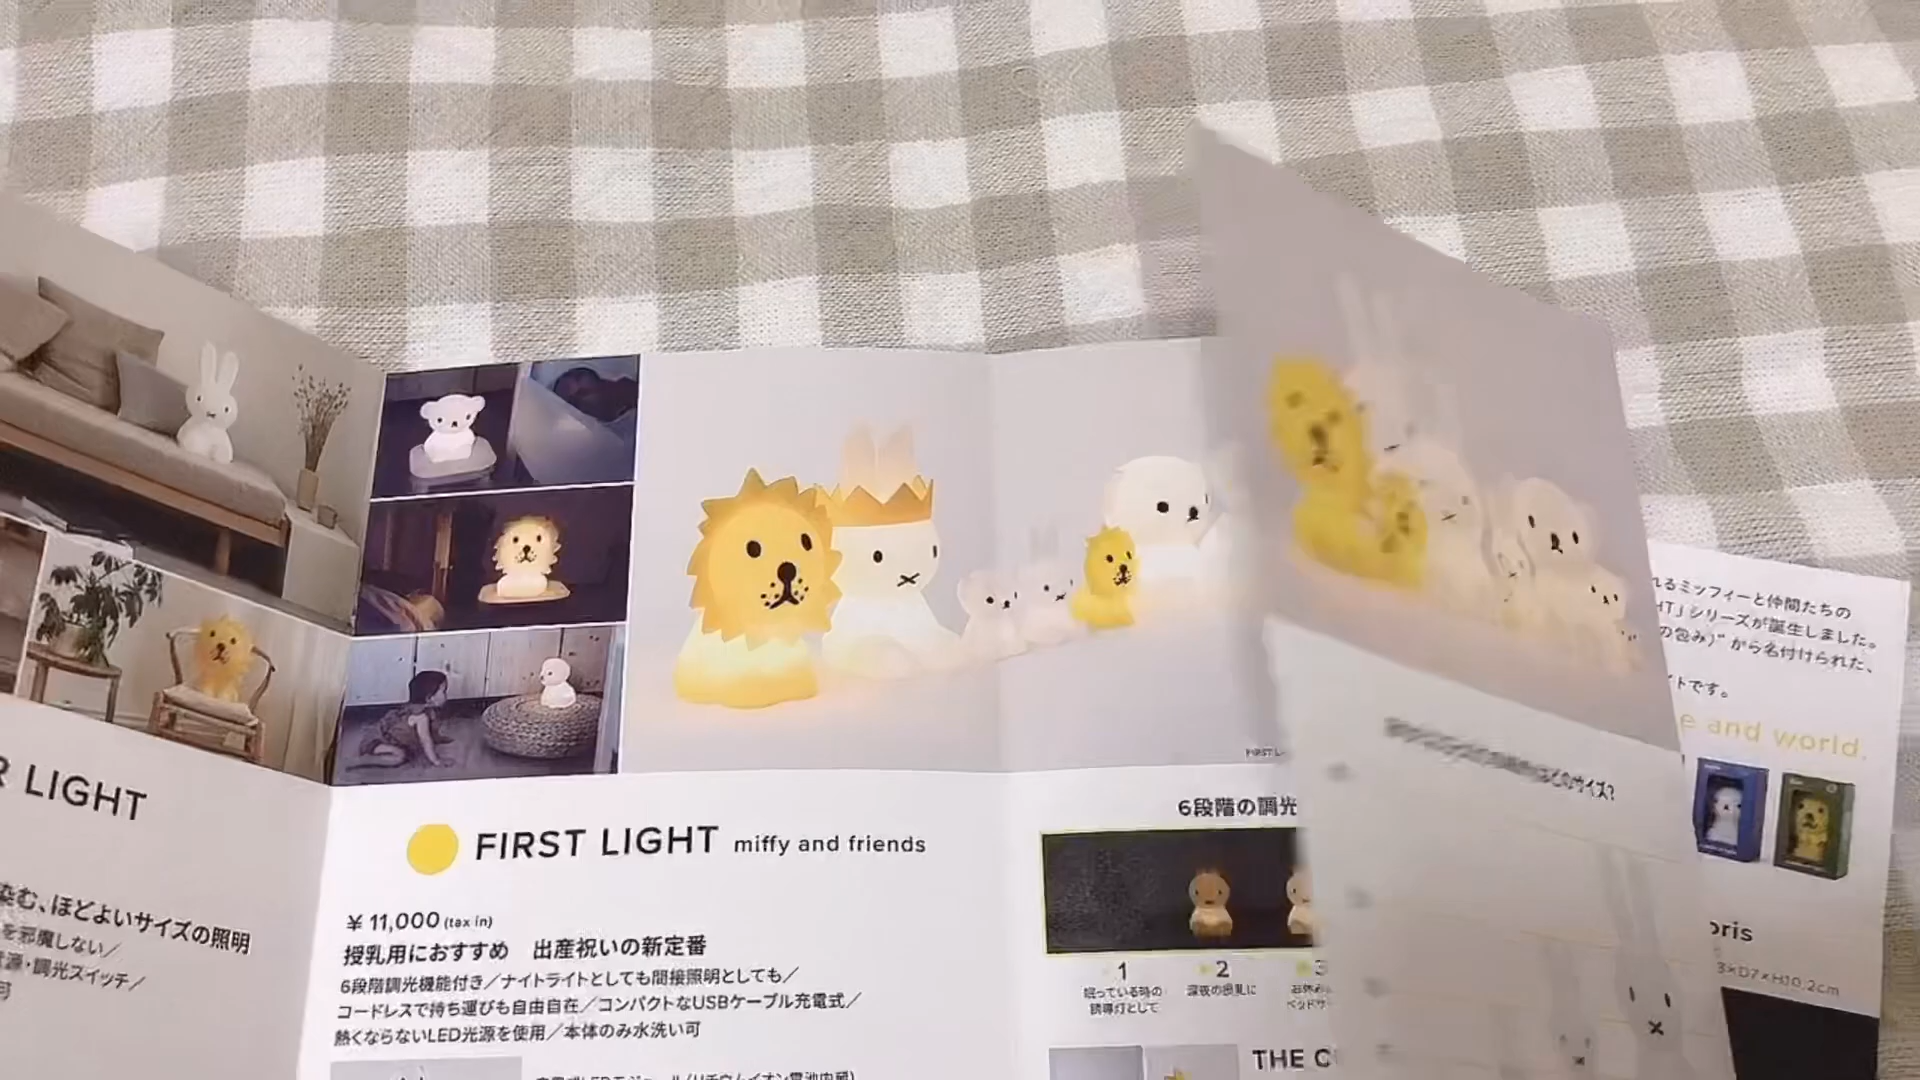 R LIGHT
染む、ほどよいサイズの照明
を邪魔しない／
源・調光スイッチ／
可
FIRST LIGHT miffy and friends
¥ 11,000 (tax in)
授乳用におすすめ 出産祝いの新定番
6段階調光機能付き／ナイトライトとしても間接照明としても／
コードレスで持ち運びも自由自在／コンパクトなUSBケーブル充電式／
熱くならないLED光源を使用／本体のみ水洗い可
FIRST L
6段階の調光
1
眠っている時の
誘導灯として
2
深夜の授乳に
3
THE C
はどのサイズ?
れるミッフィーと仲間たちの
HT」シリーズが誕生しました。
の包み)" から名付けられた、
イトです。
e and world.
oris
3×D7×H10.2cm